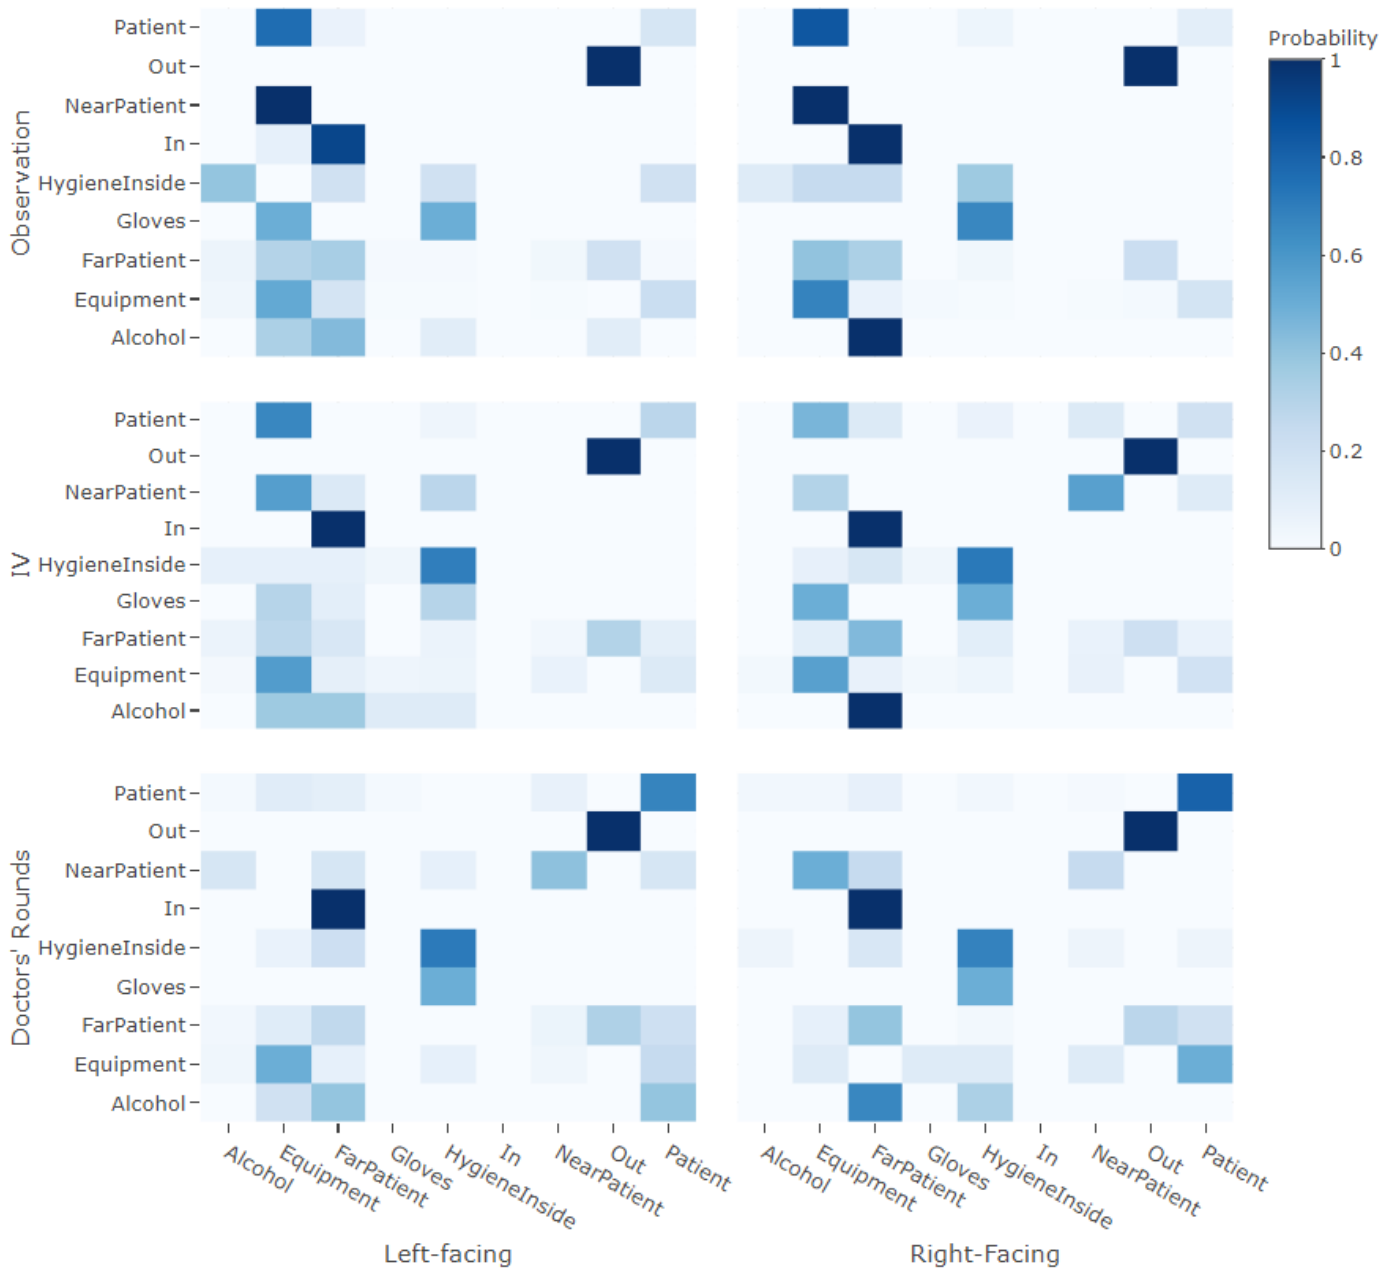 Probability
1
0.8
0.6
0.4
0.2
0
Observation
Patient
Out
NearPatient
In
HygieneInside
Gloves
FarPatient
Equipment
Alcohol
IV
Patient
Out
NearPatient
In
HygieneInside
Gloves
FarPatient
Equipment
Alcohol
Doctors' Rounds
Patient
Out
NearPatient
In
HygieneInside
Gloves
FarPatient
Equipment
Alcohol
Alcohol
Equipment
FarPatient
Gloves
HygieneInside
In
NearPatient
Out
Patient
Alcohol
Equipment
FarPatient
Gloves
HygieneInside
In
NearPatient
Out
Patient
Left-facing
Right-Facing